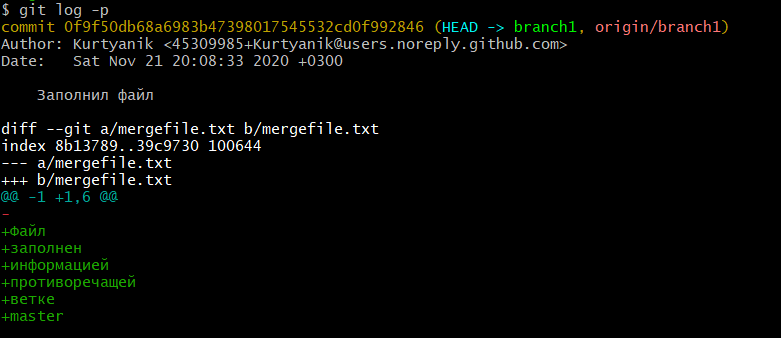 $ git log -p
commit 0f9f50db68a6983b47398017545532cd0f992846 (HEAD -> branch1, origin/branch1)
Author: Kurtyanik <45309985+Kurtyanik@users.noreply.github.com>
Date:   Sat Nov 21 20:08:33 2020 +0300
    Заполнил файл
diff --git a/mergefile.txt b/mergefile.txt
index 8b13789..39c9730 100644
--- a/mergefile.txt
+++ b/mergefile.txt
@@ -1 +1,6 @@
-
+Файл
+заполнен
+информацией
+противоречащей
+ветке
+master